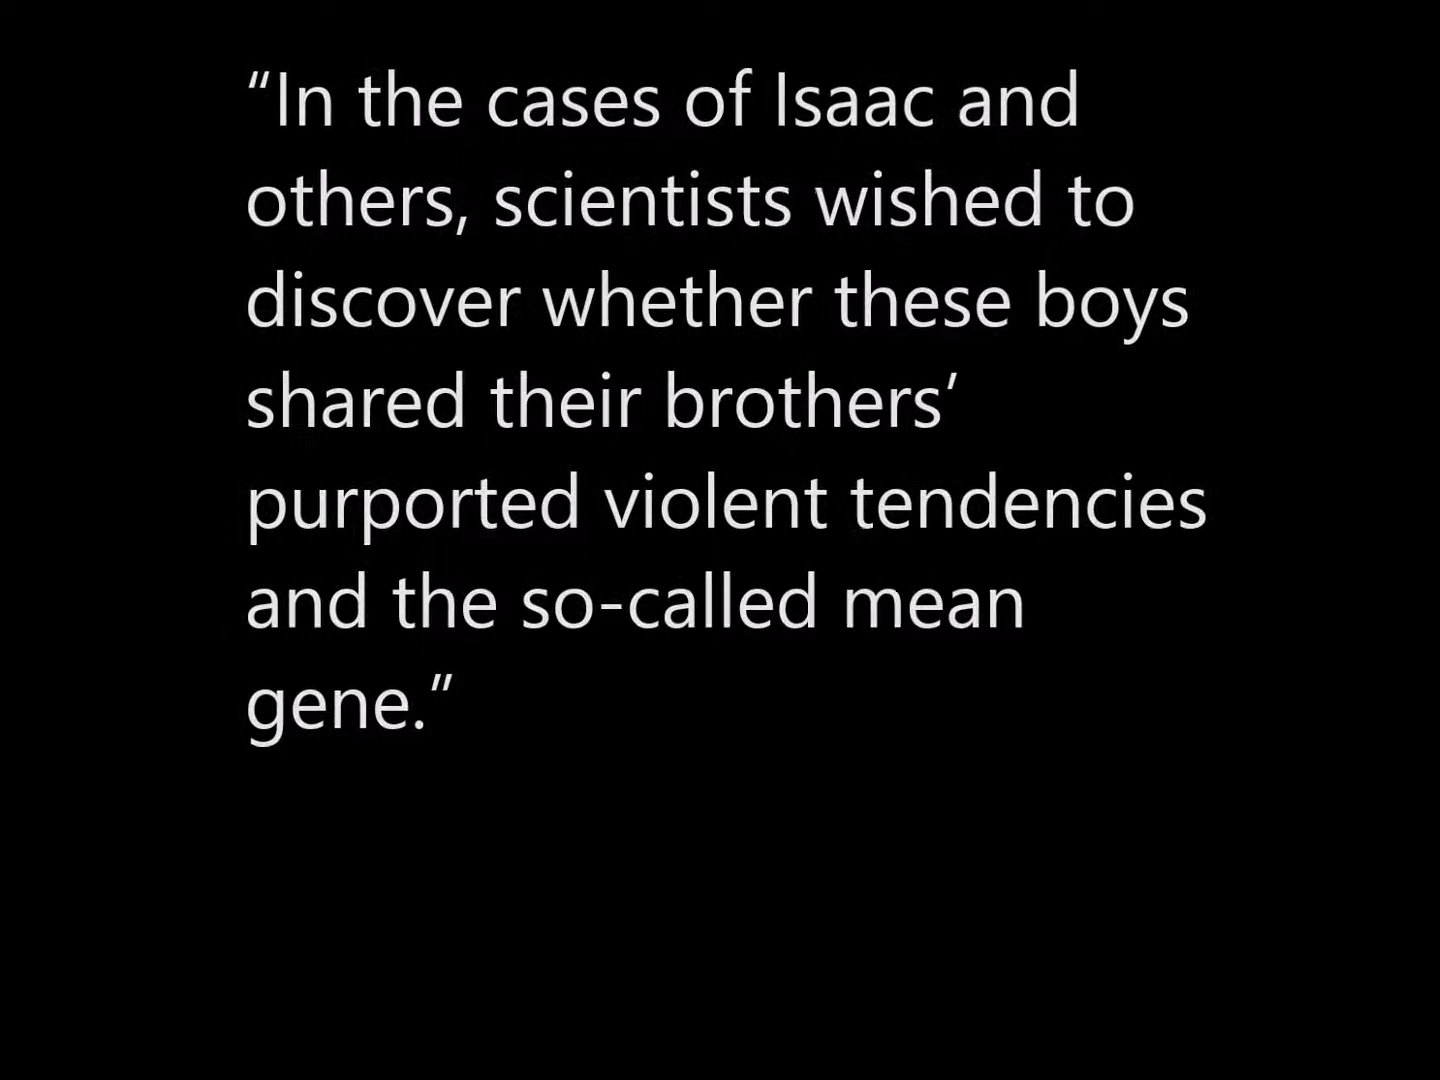 “In the cases of Isaac and
others, scientists wished to
discover whether these boys
shared their brothers’
purported violent tendencies
and the so-called mean
gene.”